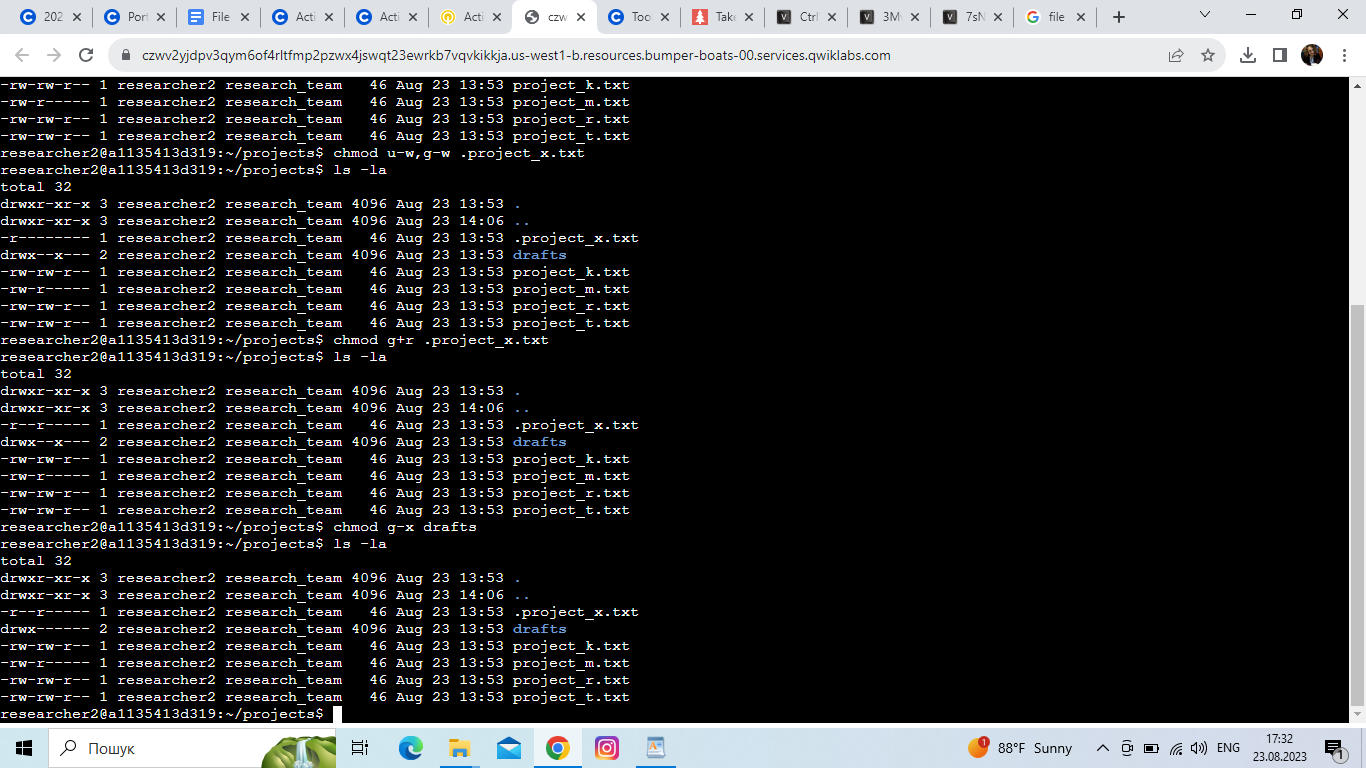 202 Port File Acti Acti Acti czw Too Take Ctrl 3M 7sN file
czwv2yjdpv3qym6of4rltfmp2pzwx4jswqt23ewrkb7vqvkikkja.us-west1-b.resources.bumper-boats-00.services.qwiklabs.com
-rw-rw-r-- 1 researcher2 research_team   46 Aug 23 13:53 project_k.txt
-rw-r----- 1 researcher2 research_team   46 Aug 23 13:53 project_m.txt
-rw-rw-r-- 1 researcher2 research_team   46 Aug 23 13:53 project_r.txt
-rw-rw-r-- 1 researcher2 research_team   46 Aug 23 13:53 project_t.txt
researcher2@a1135413d319:~/projects$ chmod u-w,g-w .project_x.txt
researcher2@a1135413d319:~/projects$ ls -la
total 32
drwxr-xr-x 3 researcher2 research_team 4096 Aug 23 13:53 .
drwxr-xr-x 3 researcher2 research_team 4096 Aug 23 14:06 ..
-r-------- 1 researcher2 research_team   46 Aug 23 13:53 .project_x.txt
drwx--x--- 2 researcher2 research_team 4096 Aug 23 13:53 drafts
-rw-rw-r-- 1 researcher2 research_team   46 Aug 23 13:53 project_k.txt
-rw-r----- 1 researcher2 research_team   46 Aug 23 13:53 project_m.txt
-rw-rw-r-- 1 researcher2 research_team   46 Aug 23 13:53 project_r.txt
-rw-rw-r-- 1 researcher2 research_team   46 Aug 23 13:53 project_t.txt
researcher2@a1135413d319:~/projects$ chmod g+r .project_x.txt
researcher2@a1135413d319:~/projects$ ls -la
total 32
drwxr-xr-x 3 researcher2 research_team 4096 Aug 23 13:53 .
drwxr-xr-x 3 researcher2 research_team 4096 Aug 23 14:06 ..
-r--r----- 1 researcher2 research_team   46 Aug 23 13:53 .project_x.txt
drwx--x--- 2 researcher2 research_team 4096 Aug 23 13:53 drafts
-rw-rw-r-- 1 researcher2 research_team   46 Aug 23 13:53 project_k.txt
-rw-r----- 1 researcher2 research_team   46 Aug 23 13:53 project_m.txt
-rw-rw-r-- 1 researcher2 research_team   46 Aug 23 13:53 project_r.txt
-rw-rw-r-- 1 researcher2 research_team   46 Aug 23 13:53 project_t.txt
researcher2@a1135413d319:~/projects$ chmod g-x drafts
researcher2@a1135413d319:~/projects$ ls -la
total 32
drwxr-xr-x 3 researcher2 research_team 4096 Aug 23 13:53 .
drwxr-xr-x 3 researcher2 research_team 4096 Aug 23 14:06 ..
-r--r----- 1 researcher2 research_team   46 Aug 23 13:53 .project_x.txt
drwx------ 2 researcher2 research_team 4096 Aug 23 13:53 drafts
-rw-rw-r-- 1 researcher2 research_team   46 Aug 23 13:53 project_k.txt
-rw-r----- 1 researcher2 research_team   46 Aug 23 13:53 project_m.txt
-rw-rw-r-- 1 researcher2 research_team   46 Aug 23 13:53 project_r.txt
-rw-rw-r-- 1 researcher2 research_team   46 Aug 23 13:53 project_t.txt
researcher2@a1135413d319:~/projects$
Пошук
1
88°F Sunny
ENG
17:32
23.08.2023
1